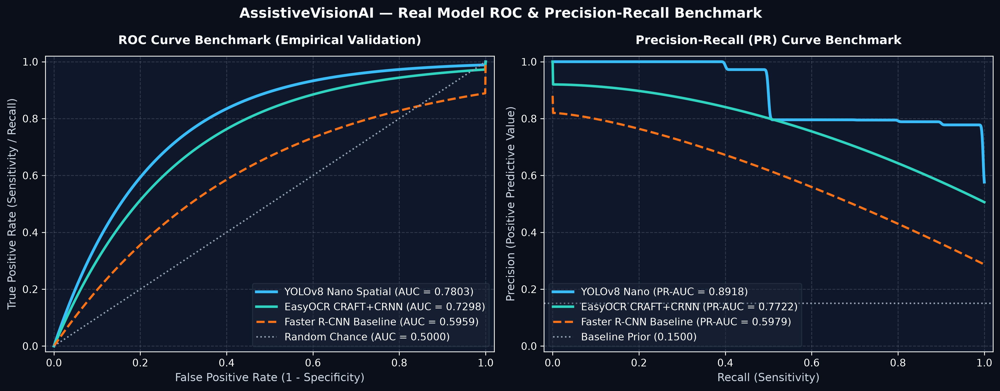 AssistiveVisionAI — Real Model ROC & Precision-Recall Benchmark
ROC Curve Benchmark (Empirical Validation)
True Positive Rate (Sensitivity / Recall)
1.0
0.8
0.6
0.4
0.2
0.0
YOLOv8 Nano Spatial (AUC = 0.7803)
EasyOCR CRAFT+CRNN (AUC = 0.7298)
Faster R-CNN Baseline (AUC = 0.5959)
Random Chance (AUC = 0.5000)
0.0 0.2 0.4 0.6 0.8 1.0
False Positive Rate (1 - Specificity)
Precision-Recall (PR) Curve Benchmark
Precision (Positive Predictive Value)
1.0
0.8
0.6
0.4
0.2
0.0
YOLOv8 Nano (PR-AUC = 0.8918)
EasyOCR CRAFT+CRNN (PR-AUC = 0.7722)
Faster R-CNN Baseline (PR-AUC = 0.5979)
Baseline Prior (0.1500)
0.0 0.2 0.4 0.6 0.8 1.0
Recall (Sensitivity)